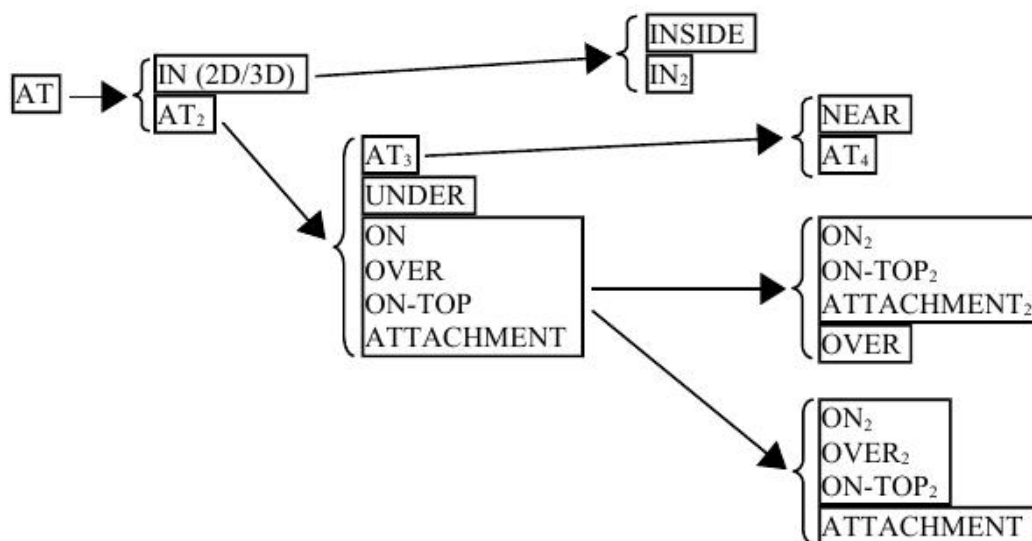 AT
IN (2D/3D)
AT₂
INSIDE
IN₂
AT₃
UNDER
ON
OVER
ON-TOP
ATTACHMENT
NEAR
AT₄
ON₂
ON-TOP₂
ATTACHMENT₂
OVER
ON₂
OVER₂
ON-TOP₂
ATTACHMENT